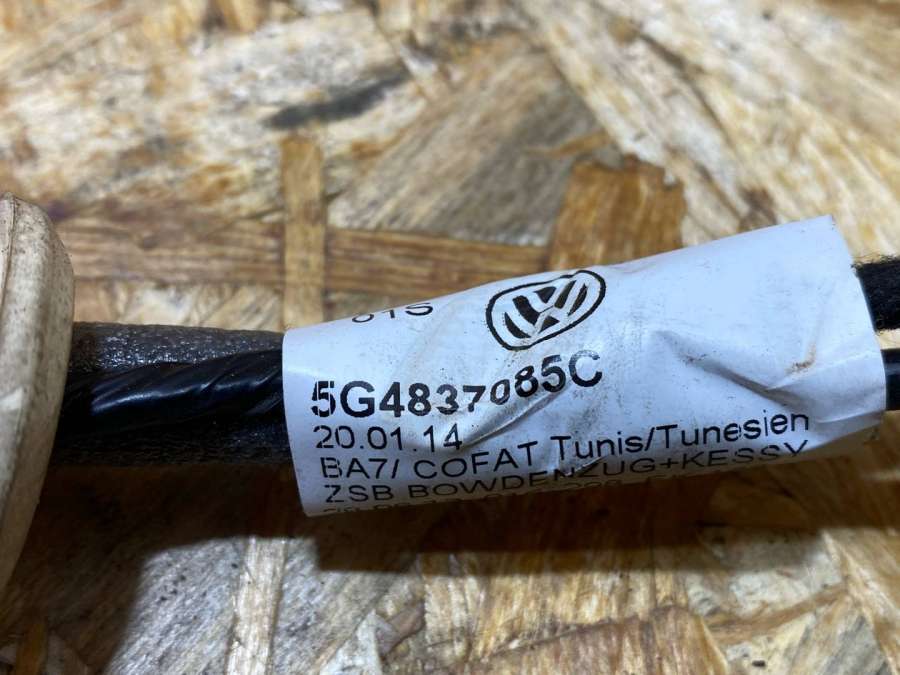 5G4837085C
20.01.14
BA7/ COFAT Tunis/Tunesien
ZSB BOWDENZUG+KESSY